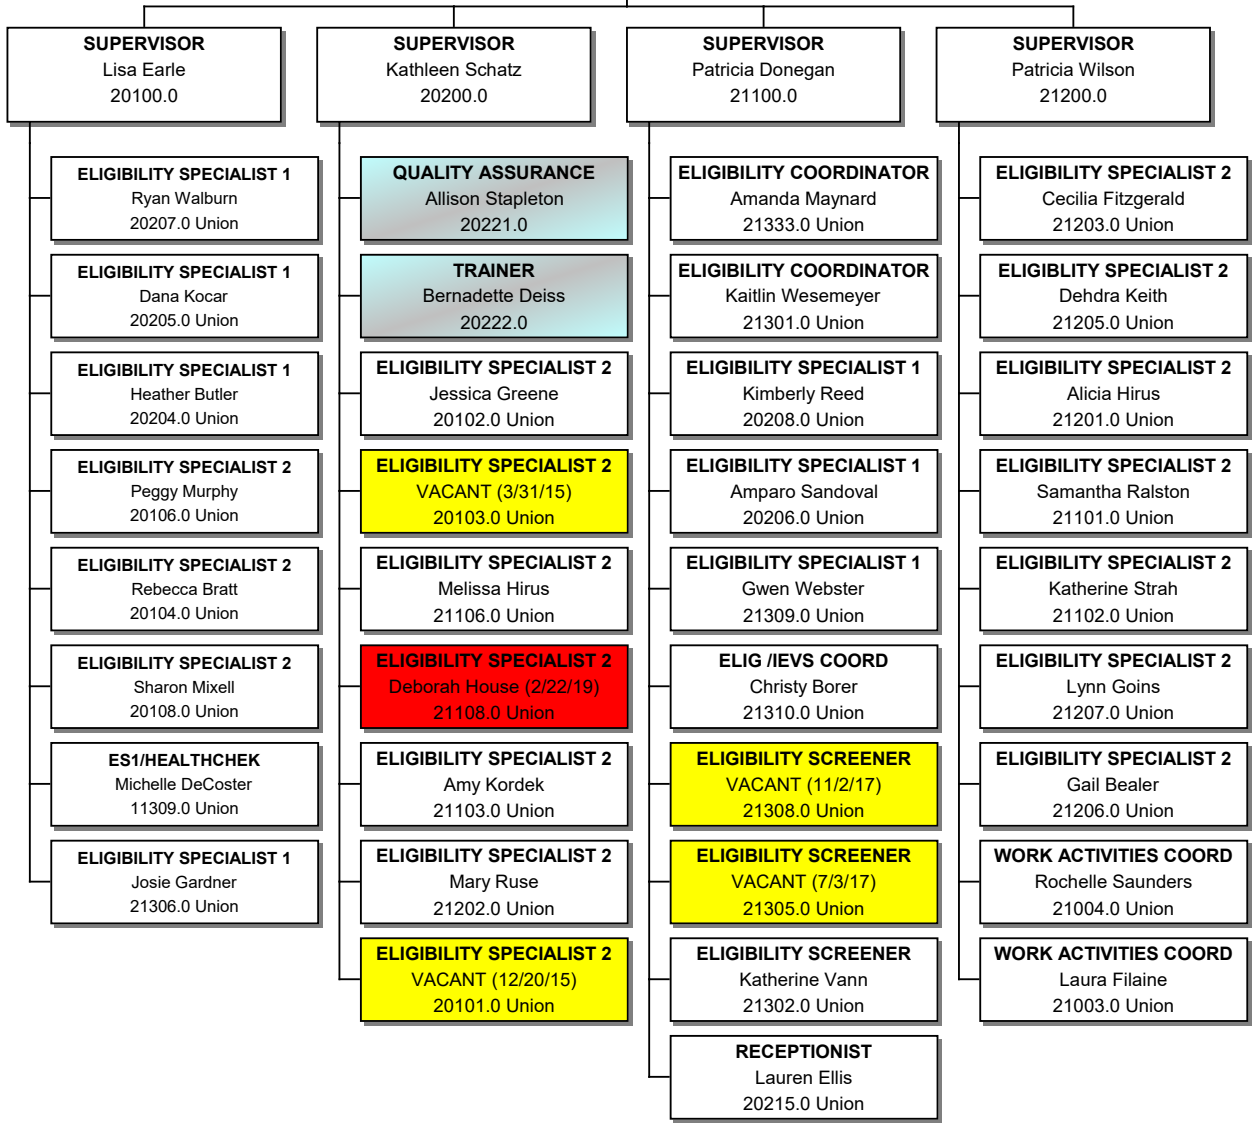 SUPERVISOR
Lisa Earle
20100.0
SUPERVISOR
Kathleen Schatz
20200.0
SUPERVISOR
Patricia Donegan
21100.0
SUPERVISOR
Patricia Wilson
21200.0
ELIGIBILITY SPECIALIST 1
Ryan Walburn
20207.0 Union
ELIGIBILITY SPECIALIST 1
Dana Kocar
20205.0 Union
ELIGIBILITY SPECIALIST 1
Heather Butler
20204.0 Union
ELIGIBILITY SPECIALIST 2
Peggy Murphy
20106.0 Union
ELIGIBILITY SPECIALIST 2
Rebecca Bratt
20104.0 Union
ELIGIBILITY SPECIALIST 2
Sharon Mixell
20108.0 Union
ES1/HEALTHCHEK
Michelle DeCoster
11309.0 Union
ELIGIBILITY SPECIALIST 1
Josie Gardner
21306.0 Union
QUALITY ASSURANCE
Allison Stapleton
20221.0
TRAINER
Bernadette Deiss
20222.0
ELIGIBILITY SPECIALIST 2
Jessica Greene
20102.0 Union
ELIGIBILITY SPECIALIST 2
VACANT (3/31/15)
20103.0 Union
ELIGIBILITY SPECIALIST 2
Melissa Hirus
21106.0 Union
ELIGIBILITY SPECIALIST 2
Deborah House (2/22/19)
21108.0 Union
ELIGIBILITY SPECIALIST 2
Amy Kordek
21103.0 Union
ELIGIBILITY SPECIALIST 2
Mary Ruse
21202.0 Union
ELIGIBILITY SPECIALIST 2
VACANT (12/20/15)
20101.0 Union
ELIGIBILITY COORDINATOR
Amanda Maynard
21333.0 Union
ELIGIBILITY COORDINATOR
Kaitlin Wesemeyer
21301.0 Union
ELIGIBILITY SPECIALIST 1
Kimberly Reed
20208.0 Union
ELIGIBILITY SPECIALIST 1
Amparo Sandoval
20206.0 Union
ELIGIBILITY SPECIALIST 1
Gwen Webster
21309.0 Union
ELIG /IEVS COORD
Christy Borer
21310.0 Union
ELIGIBILITY SCREENER
VACANT (11/2/17)
21308.0 Union
ELIGIBILITY SCREENER
VACANT (7/3/17)
21305.0 Union
ELIGIBILITY SCREENER
Katherine Vann
21302.0 Union
RECEPTIONIST
Lauren Ellis
20215.0 Union
ELIGIBILITY SPECIALIST 2
Cecilia Fitzgerald
21203.0 Union
ELIGIBLITY SPECIALIST 2
Dehdra Keith
21205.0 Union
ELIGIBILITY SPECIALIST 2
Alicia Hirus
21201.0 Union
ELIGIBILITY SPECIALIST 2
Samantha Ralston
21101.0 Union
ELIGIBILITY SPECIALIST 2
Katherine Strah
21102.0 Union
ELIGIBILITY SPECIALIST 2
Lynn Goins
21207.0 Union
ELIGIBILITY SPECIALIST 2
Gail Bealer
21206.0 Union
WORK ACTIVITIES COORD
Rochelle Saunders
21004.0 Union
WORK ACTIVITIES COORD
Laura Filaine
21003.0 Union